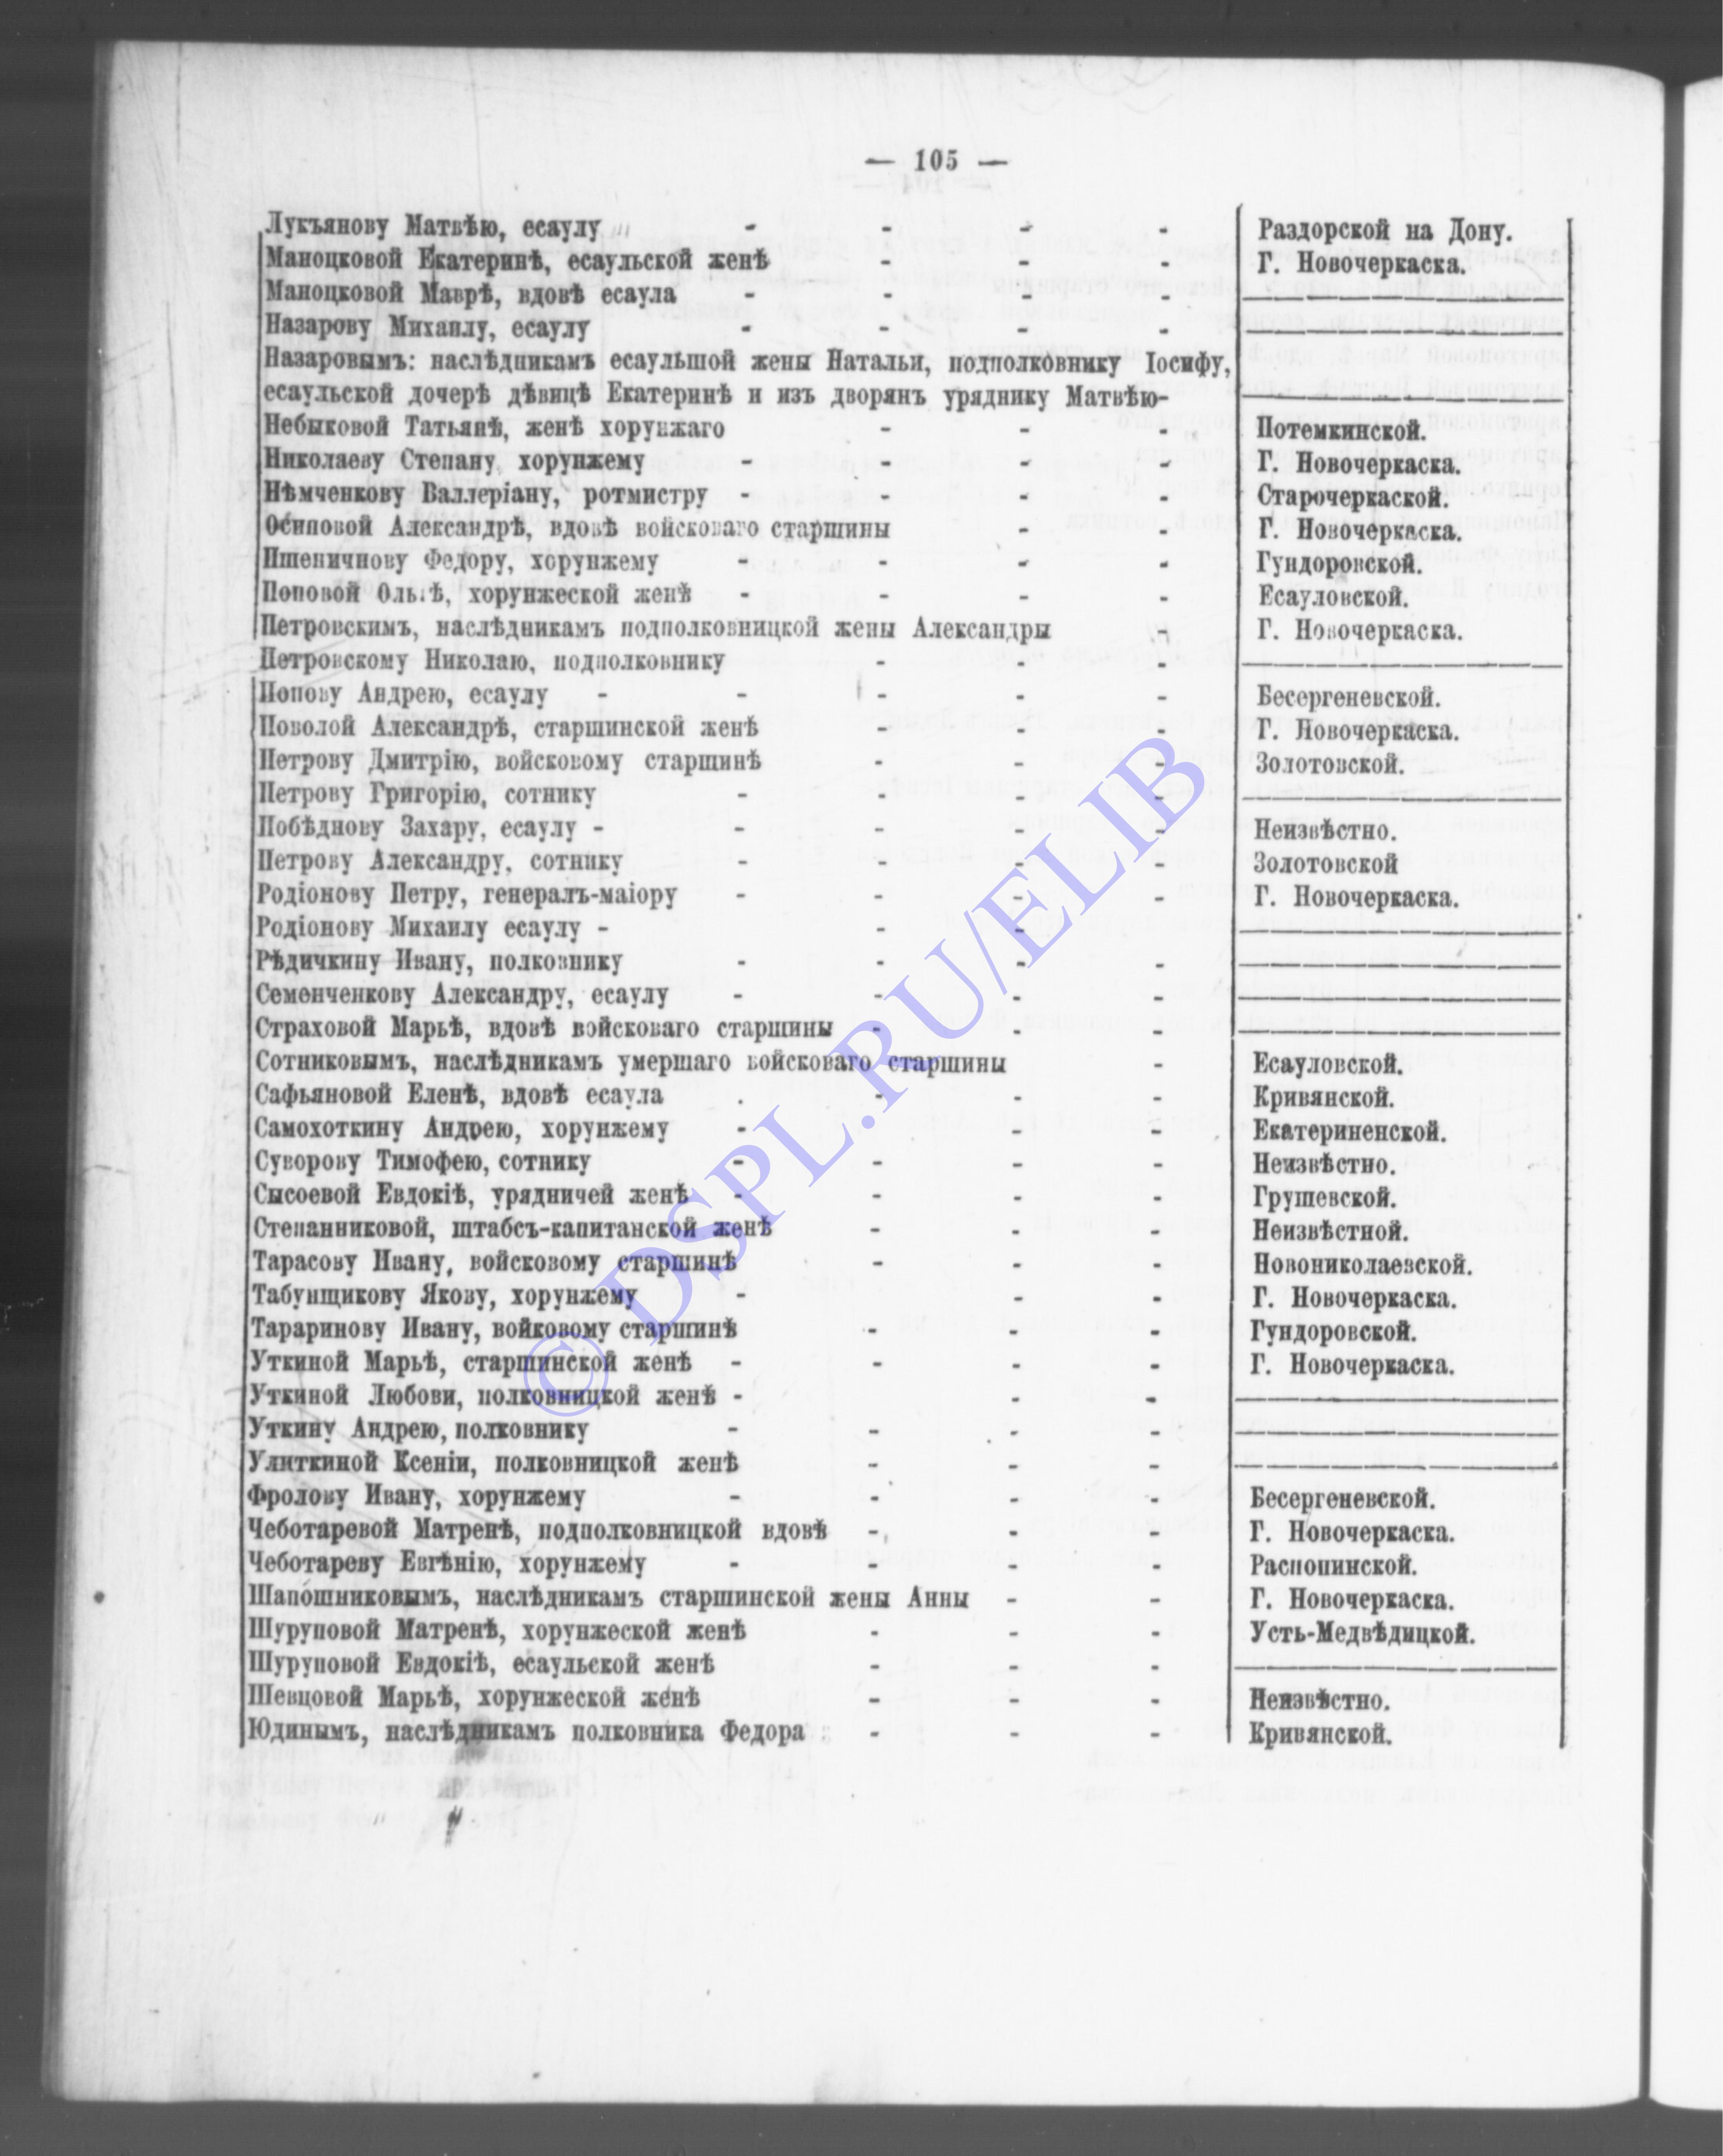 — 105 —
Лукъянову Матвѣю, есаулу - - - - Раздорской на Дону.
Маноцковой Екатеринѣ, есаульской женѣ - - - Г. Новочеркаска.
Маноцковой Маврѣ, вдовѣ есаула - - - - ————
Назарову Михаилу, есаулу - - - - ————
Назаровымъ: наслѣдникамъ есаульшой жены Натальи, подполковнику Іосифу,
есаульской дочерѣ дѣвицѣ Екатеринѣ и изъ дворянъ уряднику Матвѣю- ————
Небыковой Татьянѣ, женѣ хорунжаго - - - Потемкинской.
Николаеву Степану, хорунжему - - - - Г. Новочеркаска.
Нѣмченкову Валлеріану, ротмистру - - - - Старочеркаской.
Осиповой Александрѣ, вдовѣ войсковаго старшины - - Г. Новочеркаска.
Пшеничнову Федору, хорунжему - - - - Гундоровской.
Поповой Ольгѣ, хорунжеской женѣ - - - - Есауловской.
Петровскимъ, наслѣдникамъ подполковницкой жены Александры - Г. Новочеркаска.
Петровскому Николаю, подполковнику - - - ————
Попову Андрею, есаулу - - - - - Бесергеневской.
Поволой Александрѣ, старшинской женѣ - - - Г. Новочеркаска.
Петрову Дмитрію, войсковому старшинѣ - - - Золотовской.
Петрову Григорію, сотнику - - - - ————
Побѣднову Захару, есаулу - - - - - Неизвѣстно.
Петрову Александру, сотнику - - - - Золотовской
Родіонову Петру, генералъ-маіору - - - - Г. Новочеркаска.
Родіонову Михаилу есаулу - - - ————
Рѣдичкину Ивану, полковнику - - - - ————
Семенченкову Александру, есаулу - - - - ————
Страховой Марьѣ, вдовѣ войсковаго старшины - - - ————
Сотниковымъ, наслѣдникамъ умершаго войсковаго старшины - Есауловской.
Сафьяновой Еленѣ, вдовѣ есаула . - - - Кривянской.
Самохоткину Андрею, хорунжему - - - Екатериненской.
Суворову Тимофею, сотнику - - - - Неизвѣстно.
Сысоевой Евдокіѣ, урядничей женѣ - - - - Грушевской.
Степанниковой, штабсъ-капитанской женѣ - - - Неизвѣстной.
Тарасову Ивану, войсковому старшинѣ - - - Новониколаевской.
Табунщикову Якову, хорунжему - - - Г. Новочеркаска.
Тараринову Ивану, войковому старшинѣ - - - Гундоровской.
Уткиной Марьѣ, старшинской женѣ - - - - Г. Новочеркаска.
Уткиной Любови, полковницкой женѣ - - - ————
Уткину Андрею, полковнику - - - - ————
Улиткиной Ксеніи, полковницкой женѣ - - - ————
Фролову Ивану, хорунжему - - - - Бесергеневской.
Чеботаревой Матренѣ, подполковницкой вдовѣ - - - Г. Новочеркаска.
Чеботареву Евгѣнію, хорунжему - - - - Распопинской.
Шапошниковымъ, наслѣдникамъ старшинской жены Анны - - Г. Новочеркаска.
Шуруповой Матренѣ, хорунжеской женѣ - - - Усть-Медвѣдицкой.
Шуруповой Евдокіѣ, есаульской женѣ - - - ————
Шевцовой Марьѣ, хорунжеской женѣ - - - Неизвѣстно.
Юдинымъ, наслѣдникамъ полковника Федора - - - Кривянской.
© DSPL.RU/ELIB